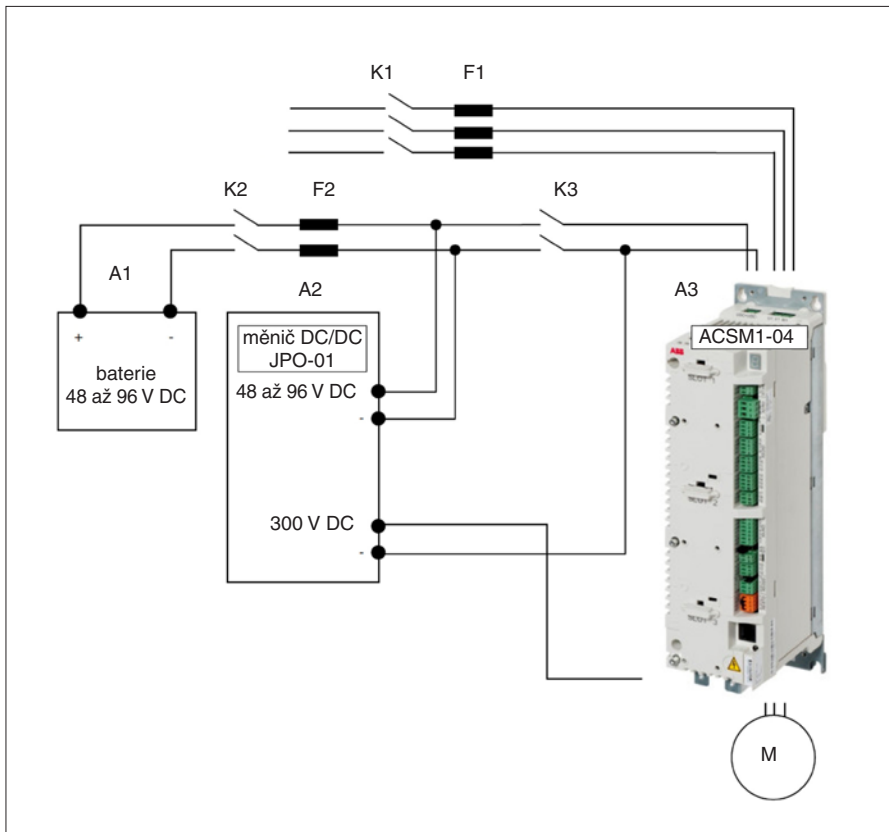 K1
F1
K2
F2
K3
A1
A2
A3
+
-
baterie
48 až 96 V DC
měnič DC/DC
JPO-01
48 až 96 V DC
-
300 V DC
-
ACSM1-04
ABB
M